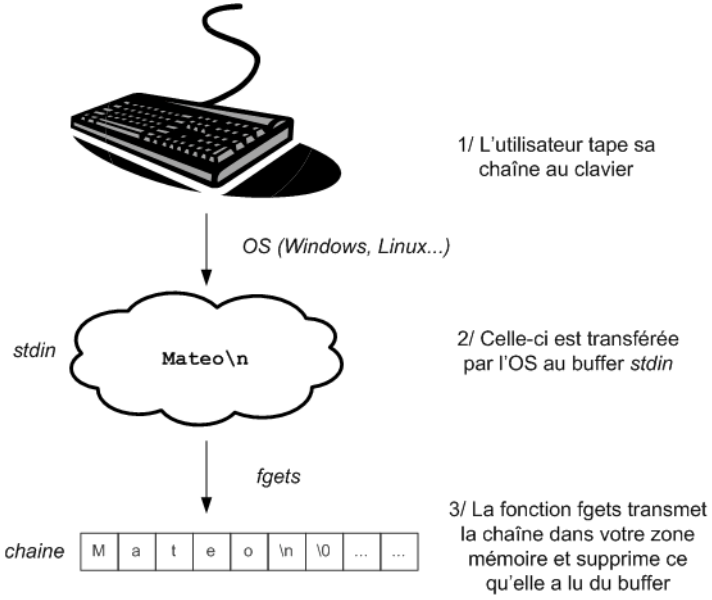 1/ L'utilisateur tape sa
chaîne au clavier
OS (Windows, Linux...)
stdin
Mateo\n
2/ Celle-ci est transférée
par l'OS au buffer stdin
fgets
3/ La fonction fgets transmet
la chaîne dans votre zone
mémoire et supprime ce
qu'elle a lu du buffer
chaine M a t e o \n \0 ... ...